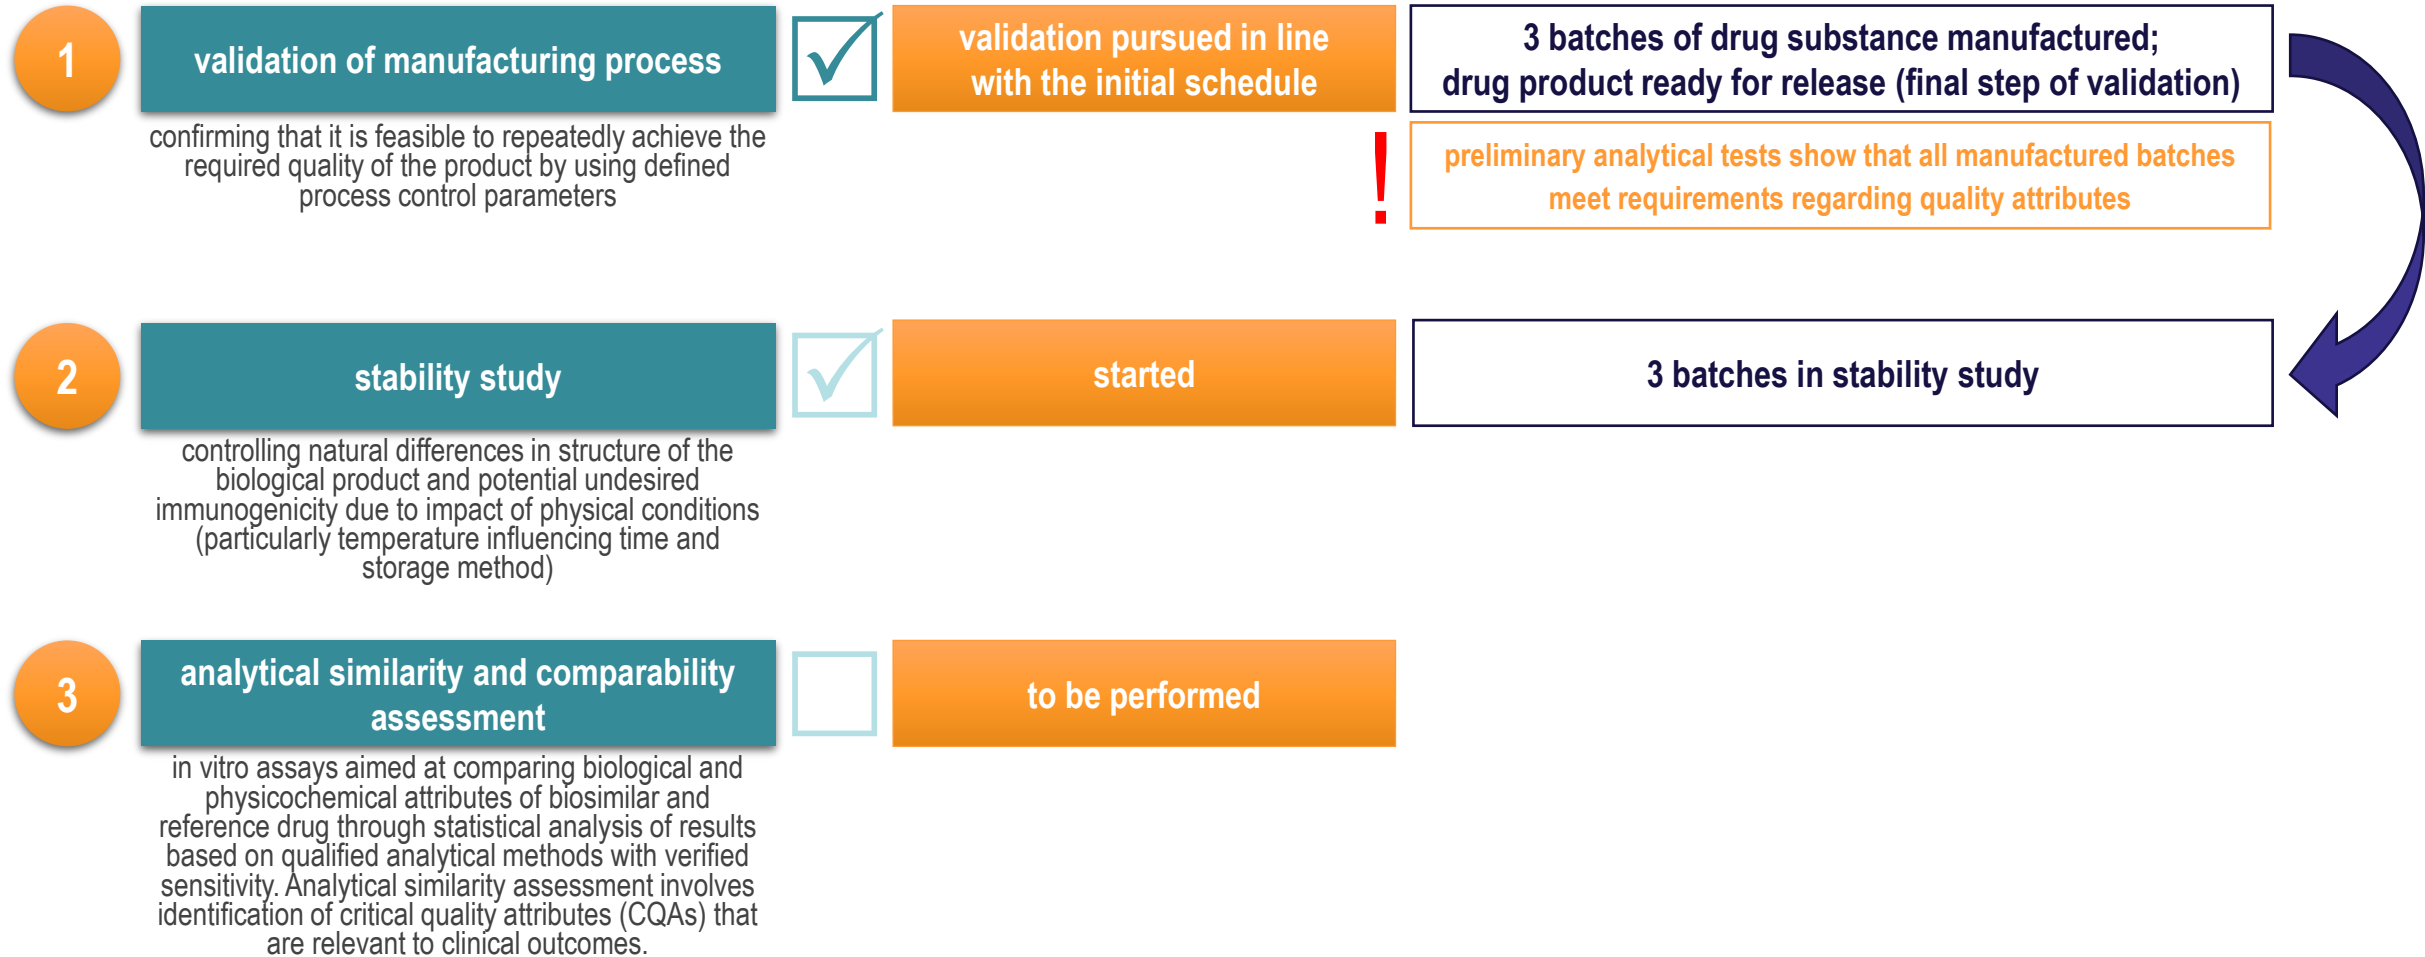 1
validation of manufacturing process
validation pursued in line
with the initial schedule
3 batches of drug substance manufactured;
drug product ready for release (final step of validation)
confirming that it is feasible to repeatedly achieve the
required quality of the product by using defined
process control parameters
!
preliminary analytical tests show that all manufactured batches
meet requirements regarding quality attributes
2
stability study
started
3 batches in stability study
controlling natural differences in structure of the
biological product and potential undesired
immunogenicity due to impact of physical conditions
(particularly temperature influencing time and
storage method)
3
analytical similarity and comparability
assessment
to be performed
in vitro assays aimed at comparing biological and
physicochemical attributes of biosimilar and
reference drug through statistical analysis of results
based on qualified analytical methods with verified
sensitivity. Analytical similarity assessment involves
identification of critical quality attributes (CQAs) that
are relevant to clinical outcomes.